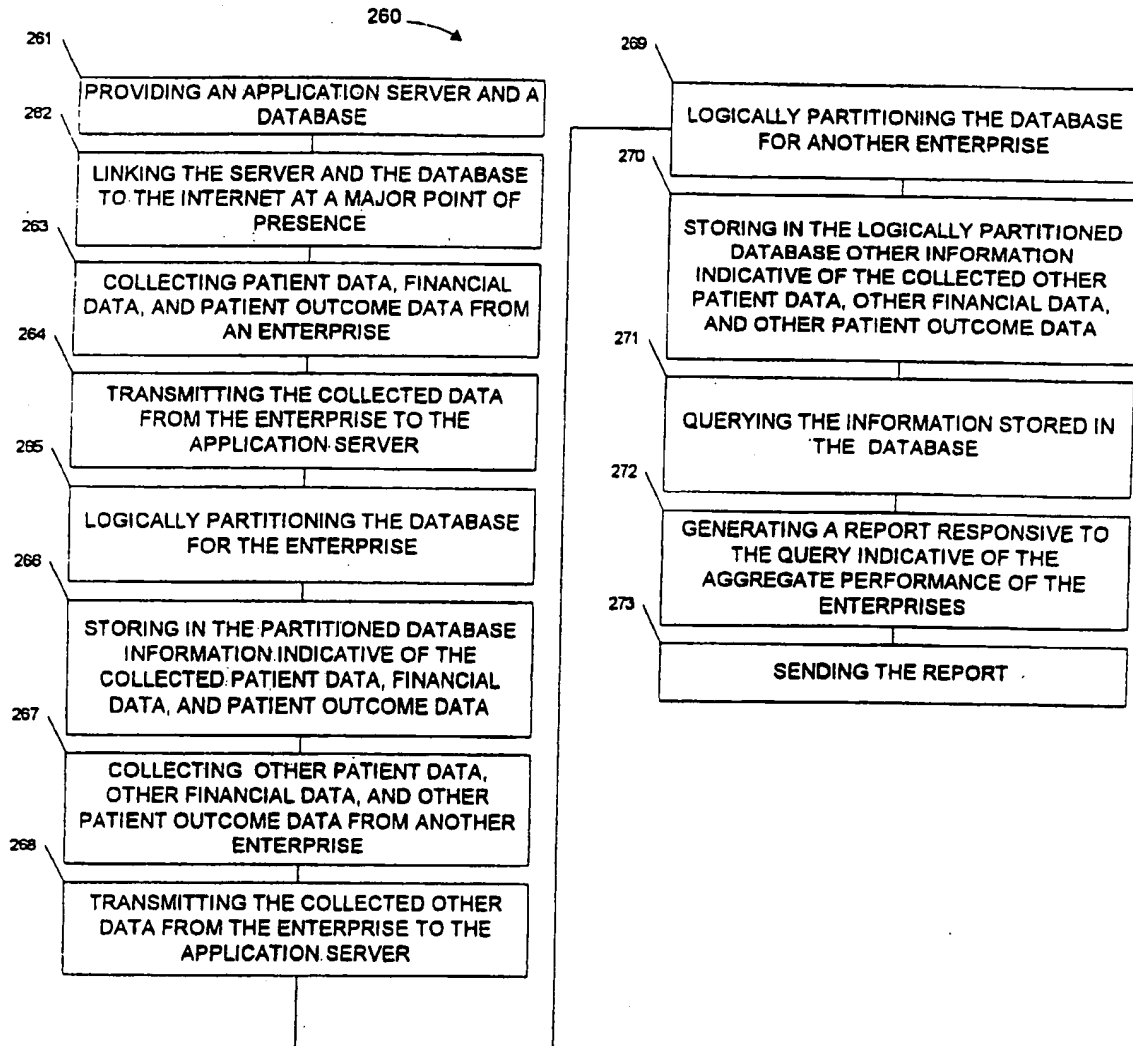 260
261
PROVIDING AN APPLICATION SERVER AND A
DATABASE
262
LINKING THE SERVER AND THE DATABASE
TO THE INTERNET AT A MAJOR POINT OF
PRESENCE
263
COLLECTING PATIENT DATA, FINANCIAL
DATA, AND PATIENT OUTCOME DATA FROM
AN ENTERPRISE
264
TRANSMITTING THE COLLECTED DATA
FROM THE ENTERPRISE TO THE
APPLICATION SERVER
265
LOGICALLY PARTITIONING THE DATABASE
FOR THE ENTERPRISE
266
STORING IN THE PARTITIONED DATABASE
INFORMATION INDICATIVE OF THE
COLLECTED PATIENT DATA, FINANCIAL
DATA, AND PATIENT OUTCOME DATA
267
COLLECTING OTHER PATIENT DATA,
OTHER FINANCIAL DATA, AND OTHER
PATIENT OUTCOME DATA FROM ANOTHER
ENTERPRISE
268
TRANSMITTING THE COLLECTED OTHER
DATA FROM THE ENTERPRISE TO THE
APPLICATION SERVER
269
LOGICALLY PARTITIONING THE DATABASE
FOR ANOTHER ENTERPRISE
270
STORING IN THE LOGICALLY PARTITIONED
DATABASE OTHER INFORMATION
INDICATIVE OF THE COLLECTED OTHER
PATIENT DATA, OTHER FINANCIAL DATA,
AND OTHER PATIENT OUTCOME DATA
271
QUERYING THE INFORMATION STORED IN
THE DATABASE
272
GENERATING A REPORT RESPONSIVE TO
THE QUERY INDICATIVE OF THE
AGGREGATE PERFORMANCE OF THE
ENTERPRISES
273
SENDING THE REPORT